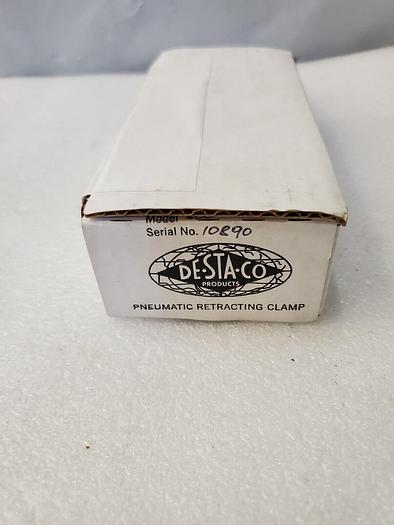 Model
Serial No. 10890
DE-STA-CO
PRODUCTS
PNEUMATIC RETRACTING CLAMP